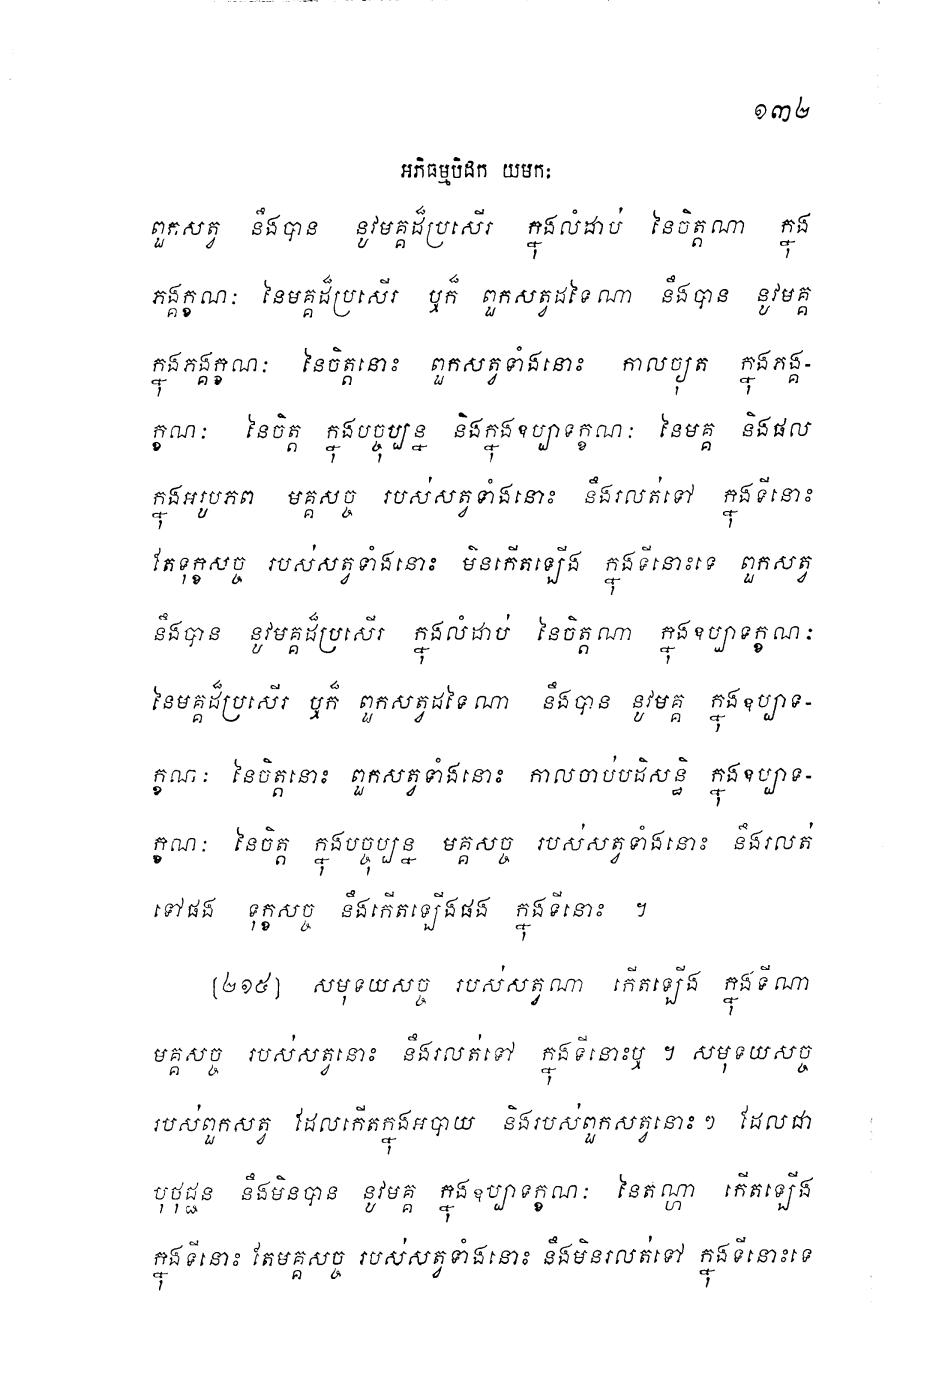 ១៣២
អភិធម្មបិដក យមកៈ
ពួកសត្វ នឹងបាន នូវមគ្គដ៏ប្រសើរ ក្នុងលំដាប់ នៃចិត្តណា ក្នុង
ភង្គក្ខណៈ នៃមគ្គដ៏ប្រសើរ ឬក៏ ពួកសត្វដទៃណា នឹងបាន នូវមគ្គ
ក្នុងភង្គក្ខណៈ នៃចិត្តនោះ ពួកសត្វទាំងនោះ កាលច្យុត ក្នុងភង្គ-
ក្ខណៈ នៃចិត្ត ក្នុងបច្ចុប្បន្ន និងក្នុងឧប្បាទក្ខណៈ នៃមគ្គ និងផល
ក្នុងអរូបភព មគ្គសច្ច របស់សត្វទាំងនោះ នឹងរលត់ទៅ ក្នុងទីនោះ
តែទុក្ខសច្ច របស់សត្វទាំងនោះ មិនកើតឡើង ក្នុងទីនោះទេ ពួកសត្វ
នឹងបាន នូវមគ្គដ៏ប្រសើរ ក្នុងលំដាប់ នៃចិត្តណា ក្នុងឧប្បាទក្ខណៈ
នៃមគ្គដ៏ប្រសើរ ឬក៏ ពួកសត្វដទៃណា នឹងបាន នូវមគ្គ ក្នុងឧប្បាទ-
ក្ខណៈ នៃចិត្តនោះ ពួកសត្វទាំងនោះ កាលចាប់បដិសន្ធិ ក្នុងឧប្បាទ-
ក្ខណៈ នៃចិត្ត ក្នុងបច្ចុប្បន្ន មគ្គសច្ច របស់សត្វទាំងនោះ នឹងរលត់
ទៅផង ទុក្ខសច្ច នឹងកើតឡើងផង ក្នុងទីនោះ ។
[២១៥] សមុទយសច្ច របស់សត្វណា កើតឡើង ក្នុងទីណា
មគ្គសច្ច របស់សត្វនោះ នឹងរលត់ទៅ ក្នុងទីនោះឬ ។ សមុទយសច្ច
របស់ពួកសត្វ ដែលកើតក្នុងអបាយ និងរបស់ពួកសត្វនោះៗ ដែលជា
បុថុជ្ជន នឹងមិនបាន នូវមគ្គ ក្នុងឧប្បាទក្ខណៈ នៃតណ្ហា កើតឡើង
ក្នុងទីនោះ តែមគ្គសច្ច របស់សត្វទាំងនោះ នឹងមិនរលត់ទៅ ក្នុងទីនោះទេ